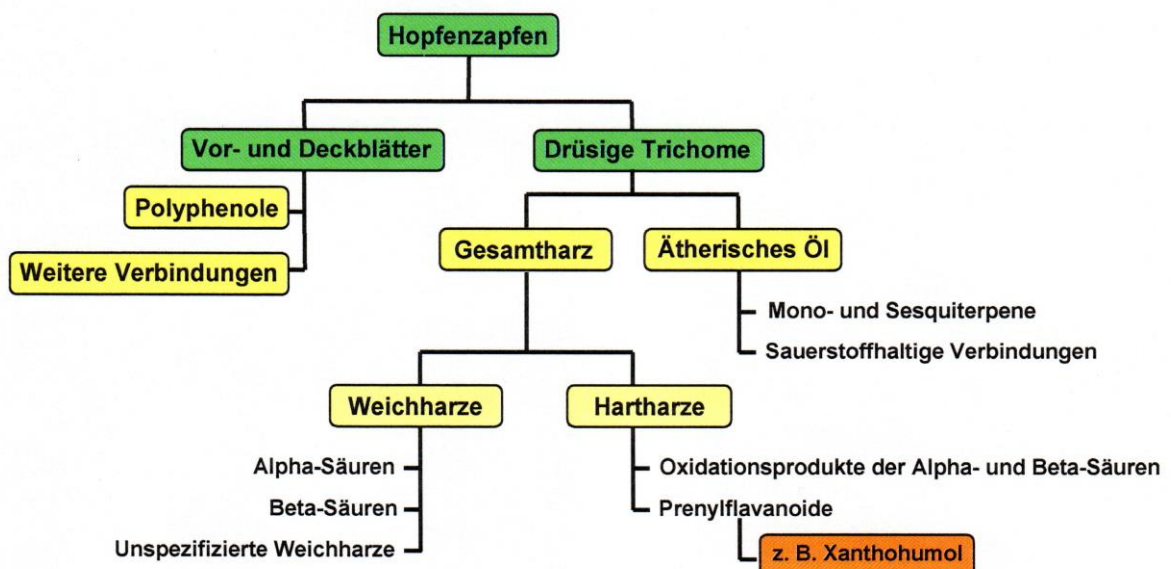 Hopfenzapfen
Vor- und Deckblätter
Drüsige Trichome
Polyphenole
Weitere Verbindungen
Gesamtharz
Ätherisches Öl
Mono- und Sesquiterpene
Sauerstoffhaltige Verbindungen
Weichharze
Hartharze
Alpha-Säuren
Beta-Säuren
Unspezifizierte Weichharze
Oxidationsprodukte der Alpha- und Beta-Säuren
Prenylflavanoide
z. B. Xanthohumol